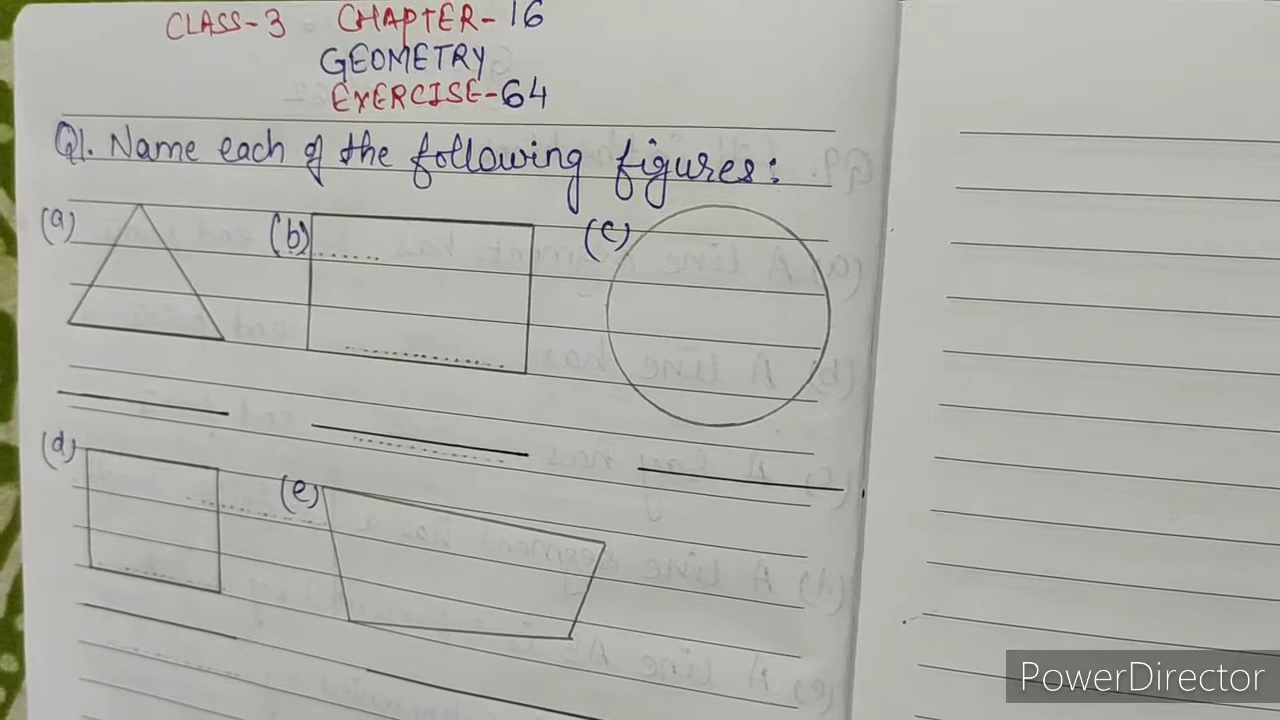 CLASS-3 CHAPTER-16
GEOMETRY
EXERCISE-64
Q1. Name each of the following figures:
(a) (b) (c)
(d) (e)
PowerDirector